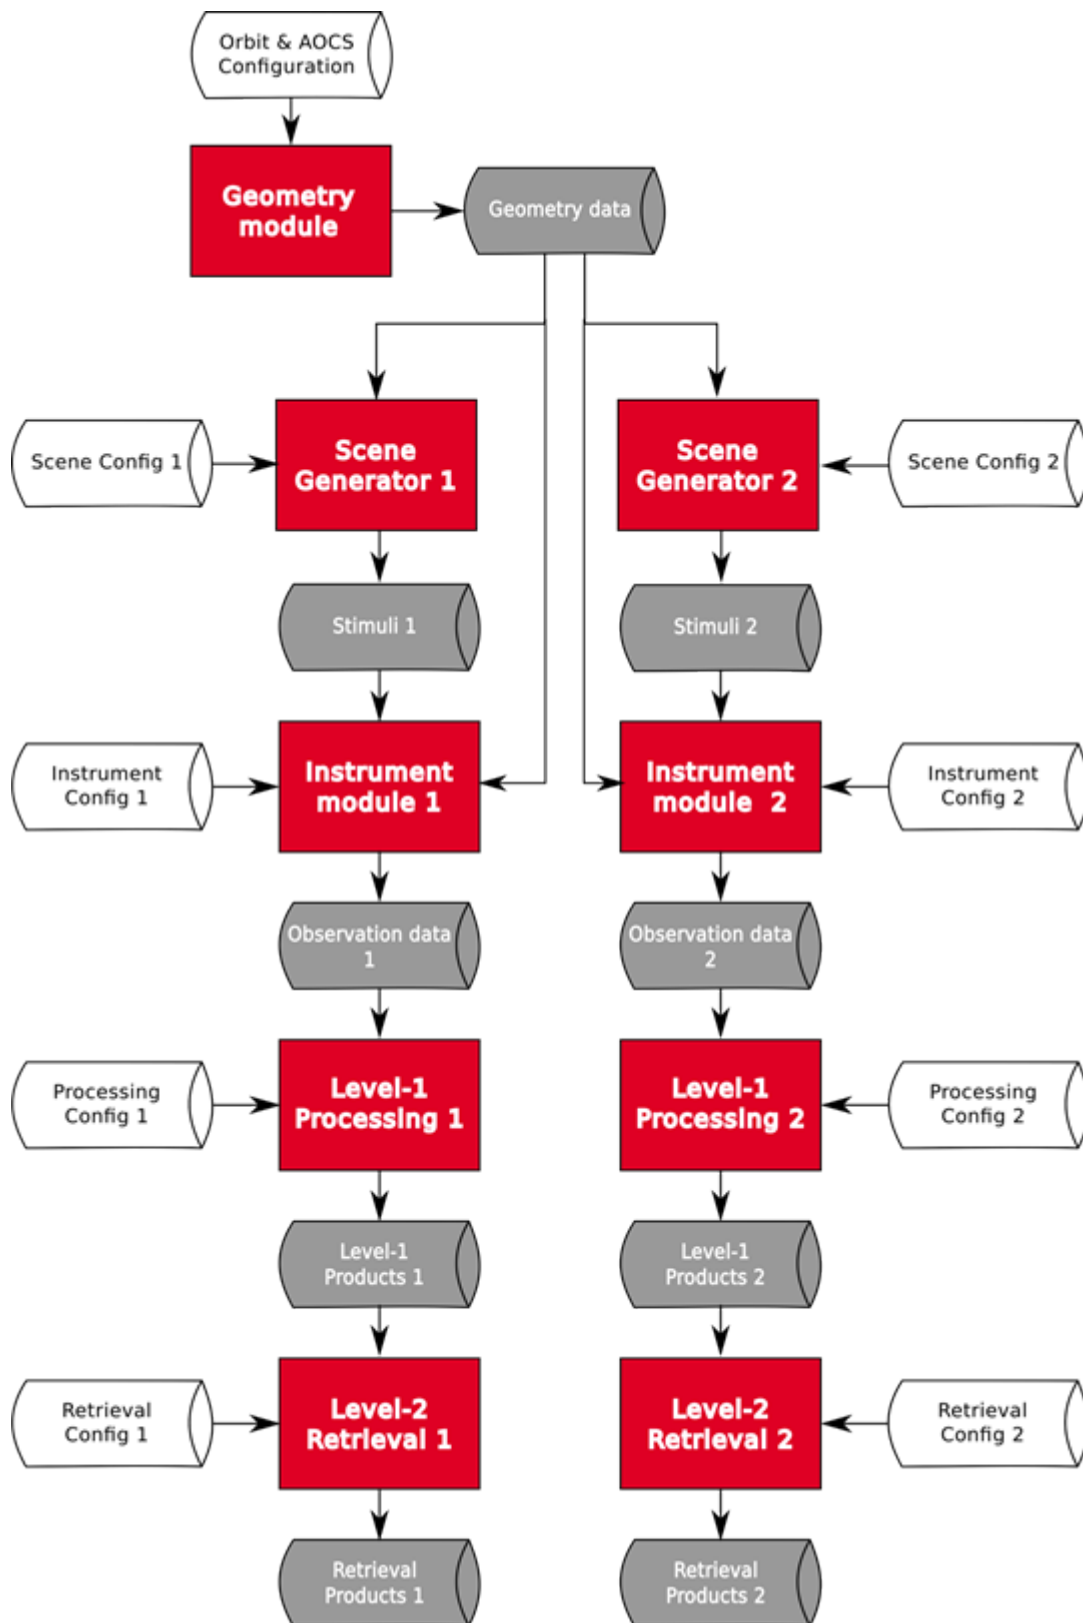 Orbit & AOCS
Configuration
Geometry
module
Geometry data
Scene Config 1
Scene
Generator 1
Scene
Generator 2
Scene Config 2
Stimuli 1
Stimuli 2
Instrument
Config 1
Instrument
module 1
Instrument
module 2
Instrument
Config 2
Observation data
1
Observation data
2
Processing
Config 1
Level-1
Processing 1
Level-1
Processing 2
Processing
Config 2
Level-1
Products 1
Level-1
Products 2
Retrieval
Config 1
Level-2
Retrieval 1
Level-2
Retrieval 2
Retrieval
Config 2
Retrieval
Products 1
Retrieval
Products 2